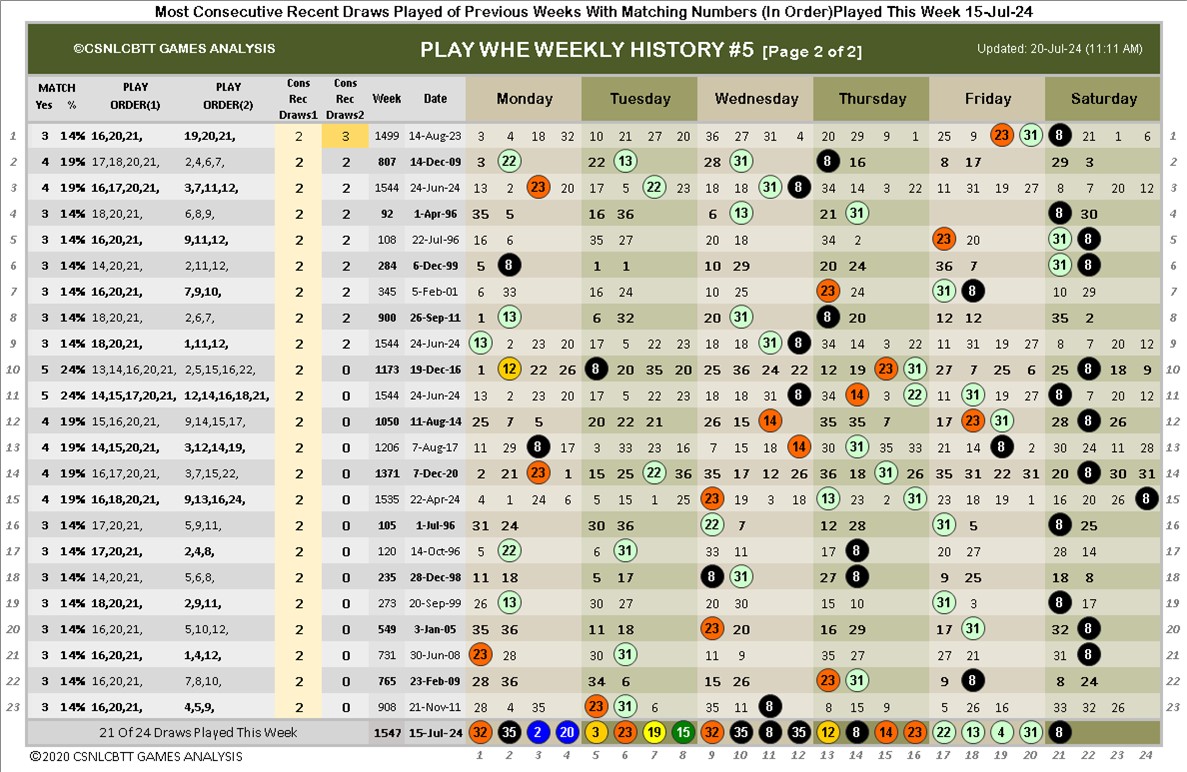 Most Consecutive Recent Draws Played of Previous Weeks With Matching Numbers (In Order)Played This Week 15-Jul-24
©CSNLCBTT GAMES ANALYSIS PLAY WHE WEEKLY HISTORY #5 [Page 2 of 2] Updated: 20-Jul-24 (11:11 AM)
MATCH Yes % PLAY ORDER(1) PLAY ORDER(2) Cons Rec Draws1 Cons Rec Draws2 Week Date Monday Tuesday Wednesday Thursday Friday Saturday
1 3 14% 16,20,21, 19,20,21, 2 3 1499 14-Aug-23 3 4 18 32 10 21 27 20 36 27 31 4 20 29 9 1 25 9 23 31 8 21 1 6 1
2 4 19% 17,18,20,21, 2,4,6,7, 2 2 807 14-Dec-09 3 22 22 13 28 31 8 16 8 17 29 3 2
3 4 19% 16,17,20,21, 3,7,11,12, 2 2 1544 24-Jun-24 13 2 23 20 17 5 22 23 18 18 31 8 34 14 3 22 11 31 19 27 8 7 20 12 3
4 3 14% 18,20,21, 6,8,9, 2 2 92 1-Apr-96 35 5 16 36 6 13 21 31 8 30 4
5 3 14% 16,20,21, 9,11,12, 2 2 108 22-Jul-96 16 6 35 27 20 18 34 2 23 20 31 8 5
6 3 14% 14,20,21, 2,11,12, 2 2 284 6-Dec-99 5 8 1 1 10 29 20 24 36 7 31 8 6
7 3 14% 16,20,21, 7,9,10, 2 2 345 5-Feb-01 6 33 16 24 10 25 23 24 31 8 10 29 7
8 3 14% 18,20,21, 2,6,7, 2 2 900 26-Sep-11 1 13 6 32 20 31 8 20 12 12 35 2 8
9 3 14% 18,20,21, 1,11,12, 2 2 1544 24-Jun-24 13 2 23 20 17 5 22 23 18 18 31 8 34 14 3 22 11 31 19 27 8 7 20 12 9
10 5 24% 13,14,16,20,21, 2,5,15,16,22, 2 0 1173 19-Dec-16 1 12 22 26 8 20 35 20 25 36 24 22 12 19 23 31 27 7 25 6 25 8 18 9 10
11 5 24% 14,15,17,20,21, 12,14,16,18,21, 2 0 1544 24-Jun-24 13 2 23 20 17 5 22 23 18 18 31 8 34 14 3 22 11 31 19 27 8 7 20 12 11
12 4 19% 15,16,20,21, 9,14,15,17, 2 0 1050 11-Aug-14 25 7 5 20 22 21 26 15 14 35 35 7 17 23 31 28 8 26 12
13 4 19% 14,15,20,21, 3,12,14,19, 2 0 1206 7-Aug-17 11 29 8 17 3 33 23 16 7 15 18 14 30 31 35 33 21 14 8 2 30 24 11 28 13
14 4 19% 16,17,20,21, 3,7,15,22, 2 0 1371 7-Dec-20 2 21 23 1 15 25 22 36 35 17 12 26 36 18 31 26 35 31 22 31 20 8 30 31 14
15 4 19% 16,18,20,21, 9,13,16,24, 2 0 1535 22-Apr-24 4 1 24 6 5 15 1 25 23 19 3 18 13 23 2 31 23 18 19 1 16 20 26 8 15
16 3 14% 17,20,21, 5,9,11, 2 0 105 1-Jul-96 31 24 30 36 22 7 12 28 31 5 8 25 16
17 3 14% 17,20,21, 2,4,8, 2 0 120 14-Oct-96 5 22 6 31 33 11 17 8 20 27 28 14 17
18 3 14% 14,20,21, 5,6,8, 2 0 235 28-Dec-98 11 18 5 17 8 31 27 8 9 25 18 8 18
19 3 14% 18,20,21, 2,9,11, 2 0 273 20-Sep-99 26 13 30 27 20 30 15 10 31 3 8 17 19
20 3 14% 16,20,21, 5,10,12, 2 0 549 3-Jan-05 35 36 11 18 23 20 16 29 17 31 32 8 20
21 3 14% 16,20,21, 1,4,12, 2 0 731 30-Jun-08 23 28 30 31 11 9 35 27 27 21 31 8 21
22 3 14% 16,20,21, 7,8,10, 2 0 765 23-Feb-09 28 36 34 6 15 26 23 31 9 8 8 24 22
23 3 14% 16,20,21, 4,5,9, 2 0 908 21-Nov-11 28 4 35 23 31 6 35 11 8 8 15 9 5 26 16 33 32 26 23
21 Of 24 Draws Played This Week 1547 15-Jul-24 32 35 2 20 3 23 19 15 32 35 8 35 12 8 14 23 22 13 4 31 8
©2020 CSNLCBTT GAMES ANALYSIS 1 2 3 4 5 6 7 8 9 10 11 12 13 14 15 16 17 18 19 20 21 22 23 24